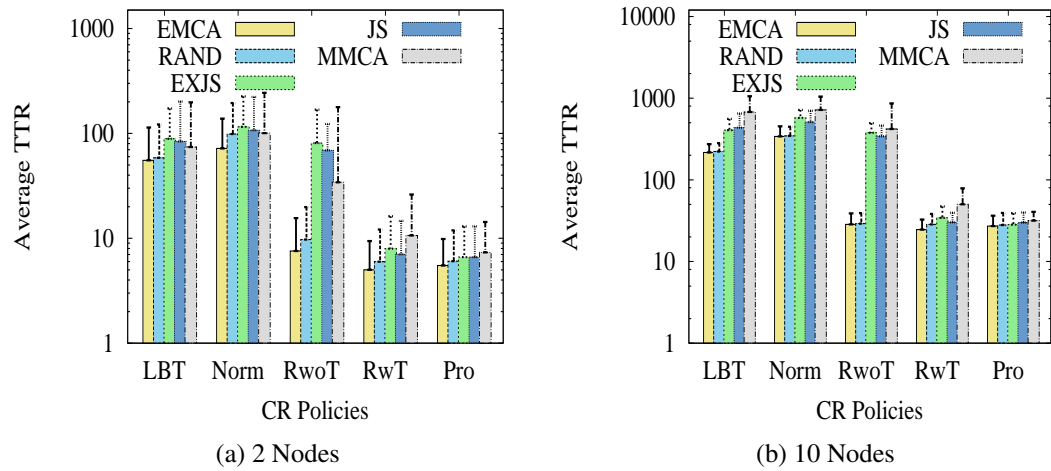 1000
100
10
1
Average TTR
EMCA
RAND
EXJS
JS
MMCA
LBT Norm RwoT RwT Pro
CR Policies
(a) 2 Nodes
10000
1000
100
10
1
Average TTR
EMCA
RAND
EXJS
JS
MMCA
LBT Norm RwoT RwT Pro
CR Policies
(b) 10 Nodes